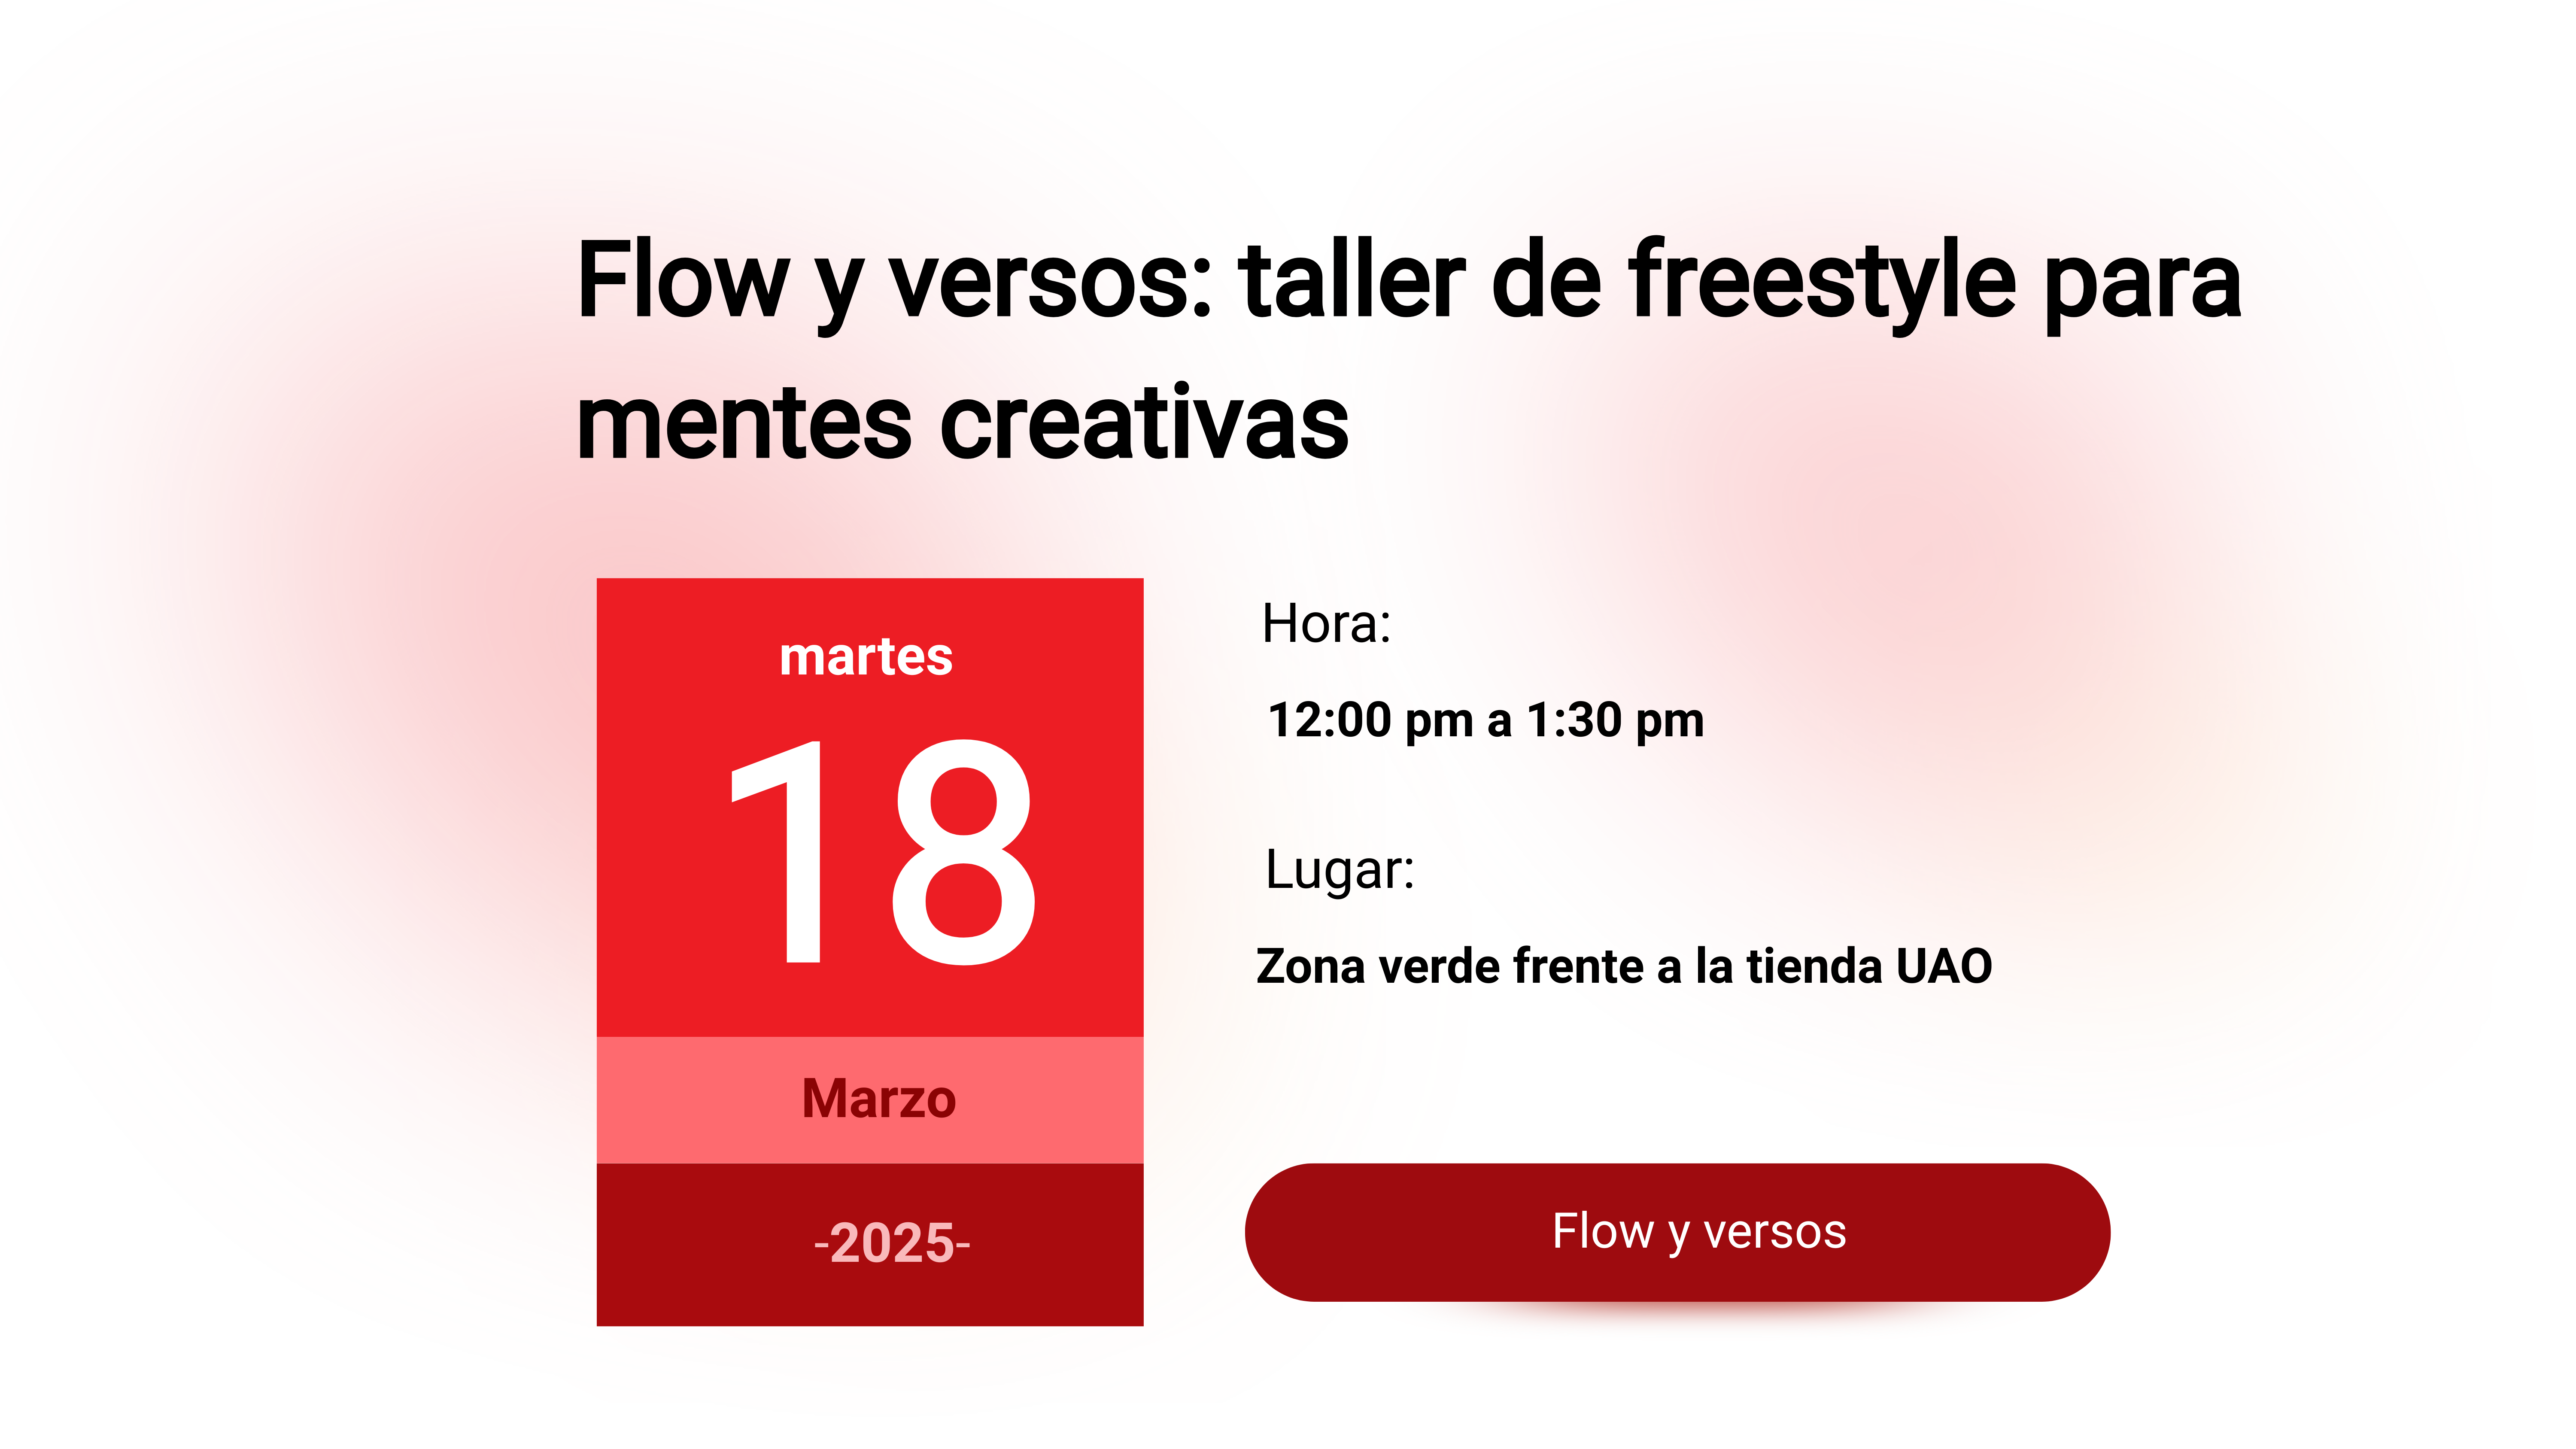 Flow y versos: taller de freestyle para
mentes creativas
martes
18
Marzo
-2025-
Hora:
12:00 pm a 1:30 pm
Lugar:
Zona verde frente a la tienda UAO
Flow y versos